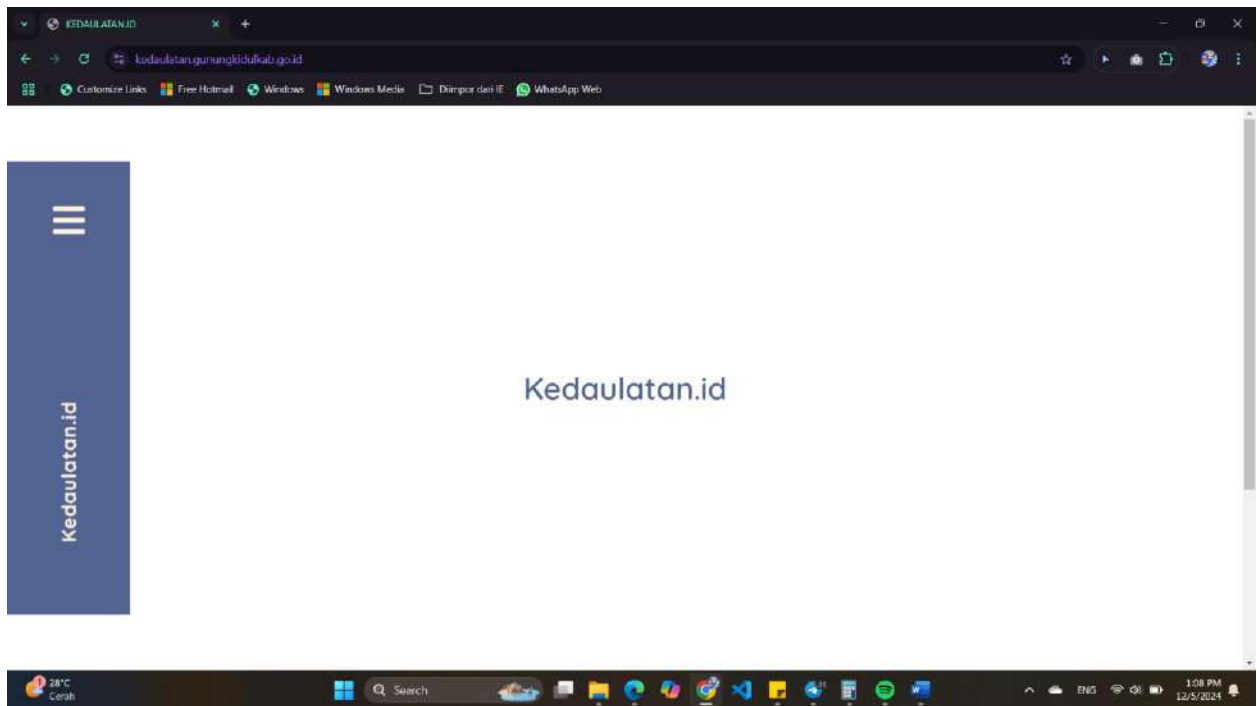 KEDAULATAN.ID
kedaulatan.gunungkidulkab.go.id
Customize Links Free Hotmail Windows Windows Media Diimpor dari IE WhatsApp Web
Kedaulatan.id
Kedaulatan.id
1
28°C
Cerah
Search
ENG
1:08 PM
12/5/2024